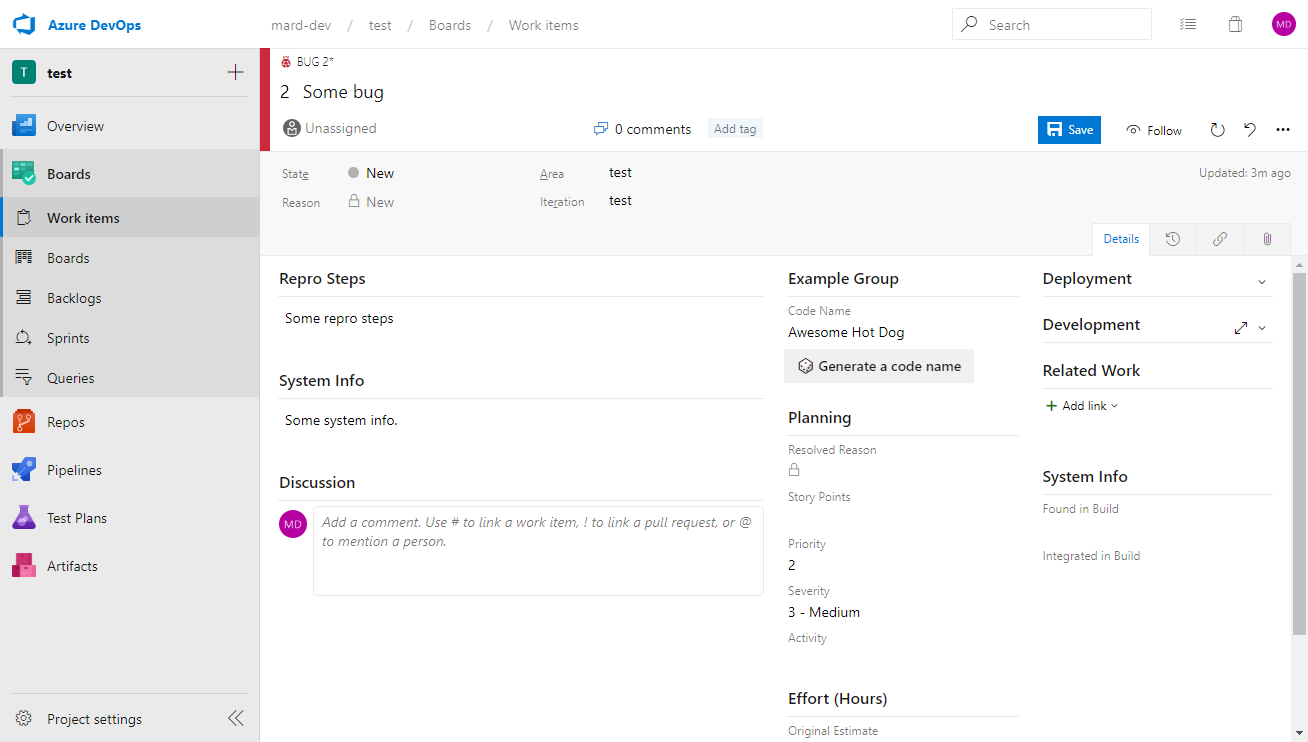 Azure DevOps
mard-dev / test / Boards / Work items
Search
MD
T test
Overview
Boards
Work items
Boards
Backlogs
Sprints
Queries
Repos
Pipelines
Test Plans
Artifacts
Project settings
BUG 2*
2 Some bug
Unassigned
0 comments
Add tag
Save
Follow
State
New
Area
test
Updated: 3m ago
Reason
New
Iteration
test
Details
Repro Steps
Some repro steps
System Info
Some system info.
Discussion
MD
Add a comment. Use # to link a work item, ! to link a pull request, or @
to mention a person.
Example Group
Code Name
Awesome Hot Dog
Generate a code name
Planning
Resolved Reason
Story Points
Priority
2
Severity
3 - Medium
Activity
Effort (Hours)
Original Estimate
Deployment
Development
Related Work
Add link
System Info
Found in Build
Integrated in Build